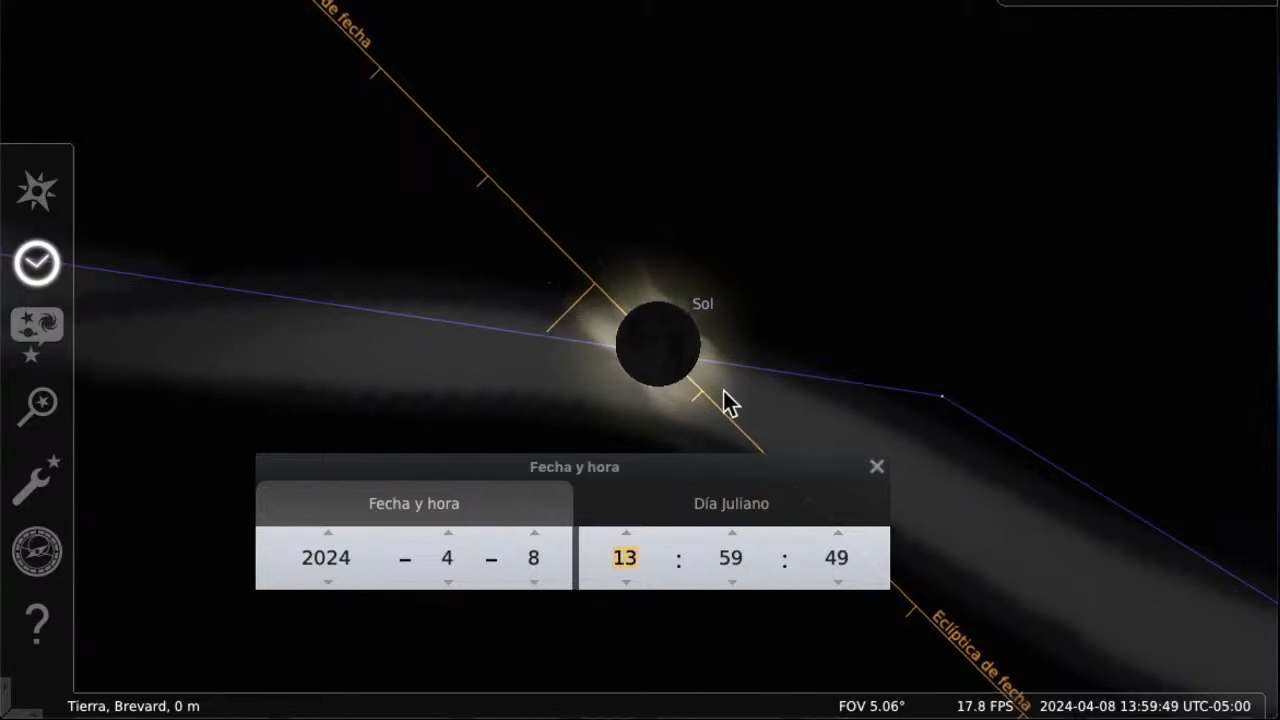 de fecha
Sol
Fecha y hora
Fecha y hora
Día Juliano
2024 - 4 - 8 13 : 59 : 49
Eclíptica de fecha
Tierra, Brevard, 0 m
FOV 5.06°
17.8 FPS
2024-04-08 13:59:49 UTC-05:00